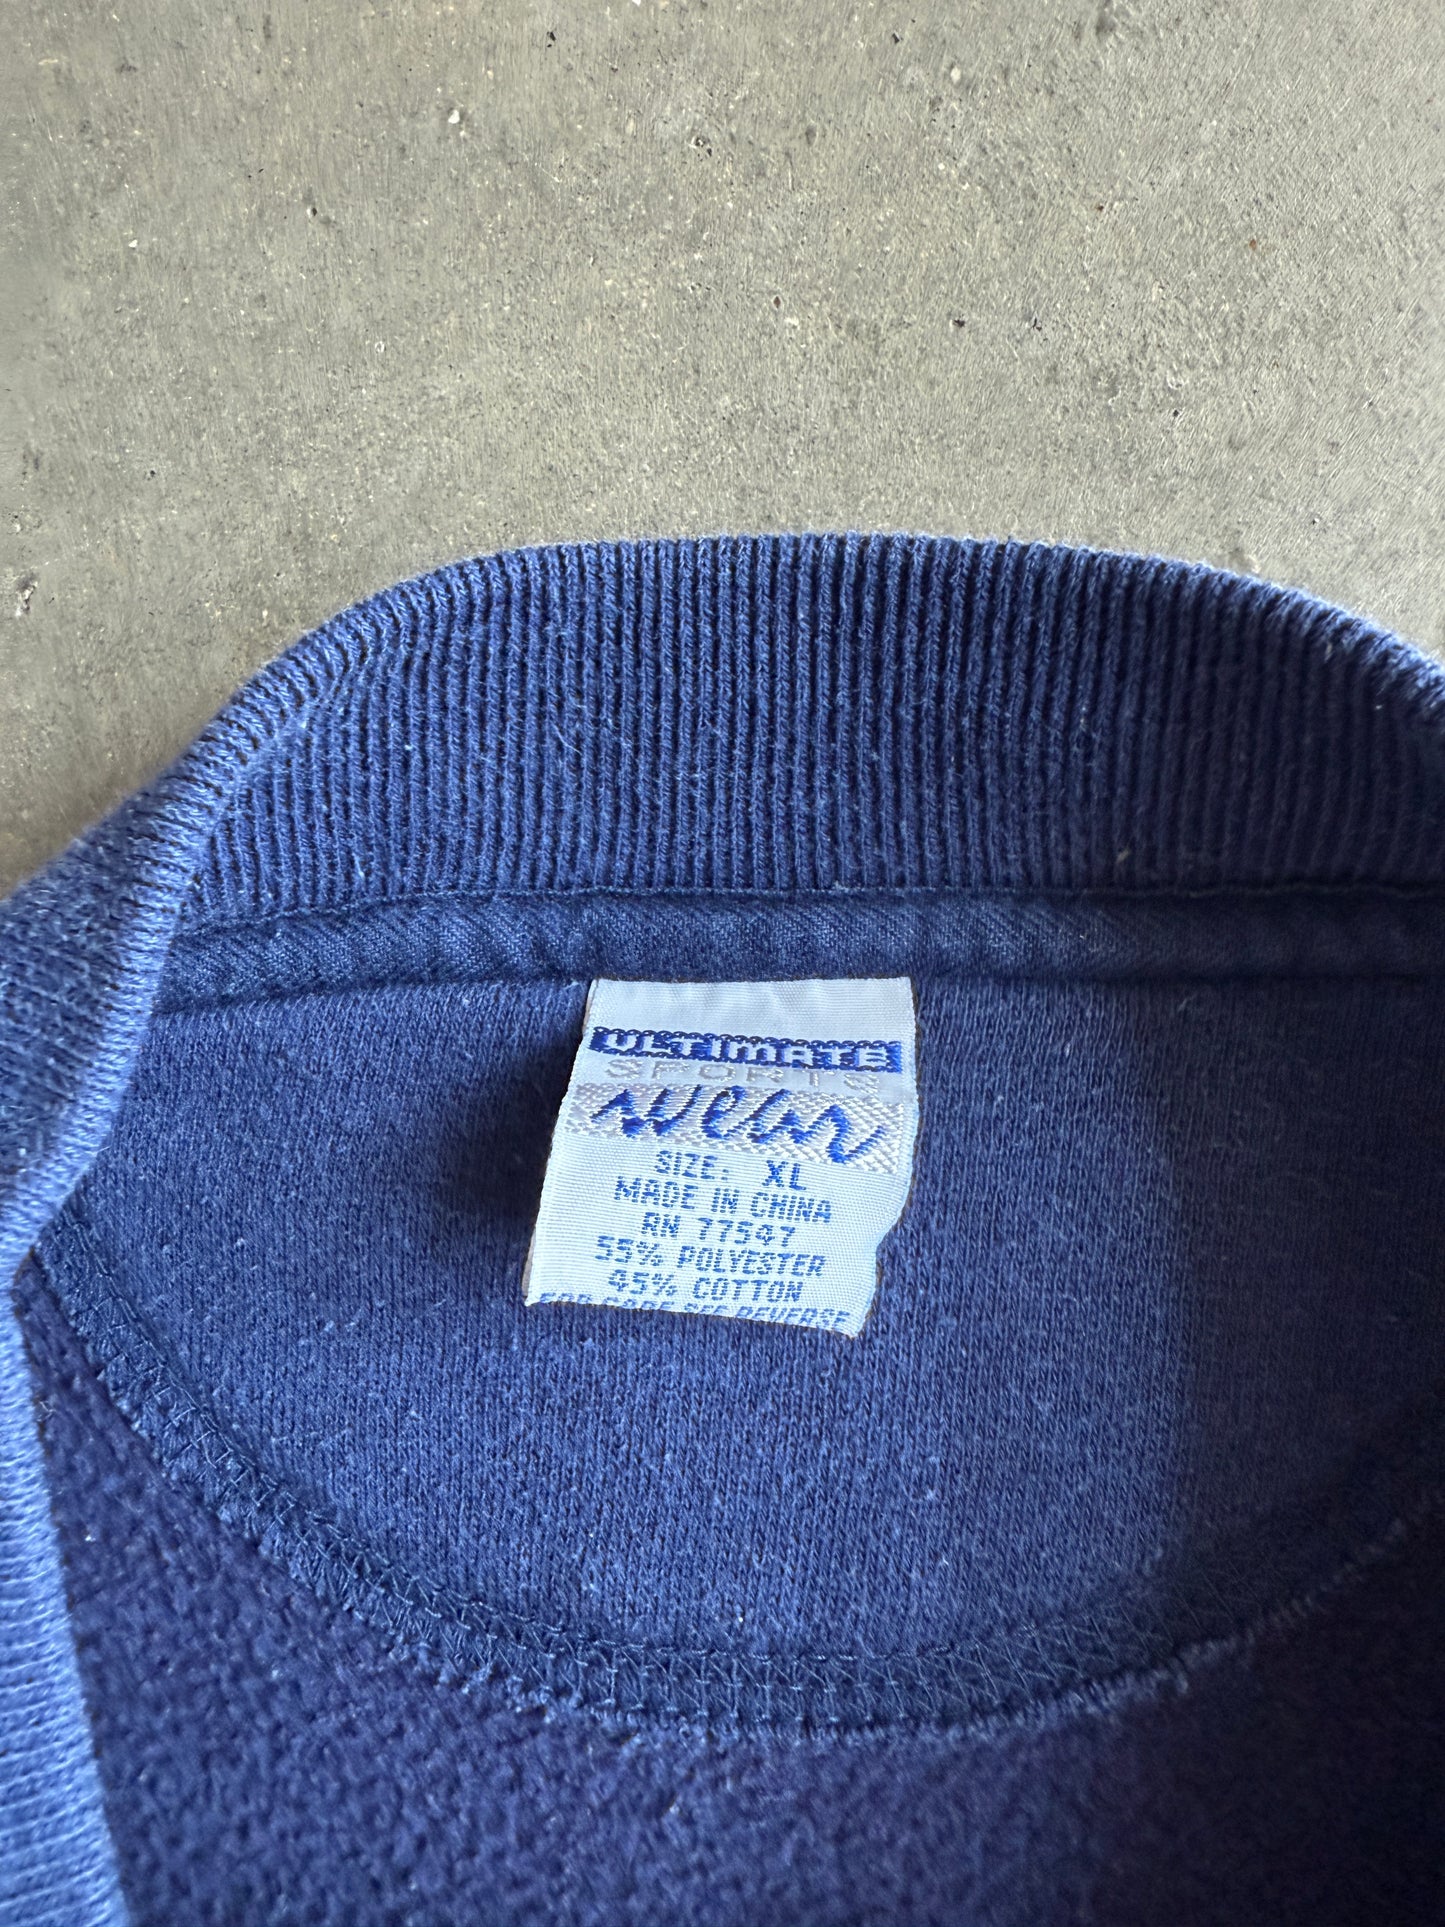 ULTIMATE
SPORTS
wear
SIZE: XL
MADE IN CHINA
RN 77547
55% POLYESTER
45% COTTON
FOR CARE SEE REVERSE